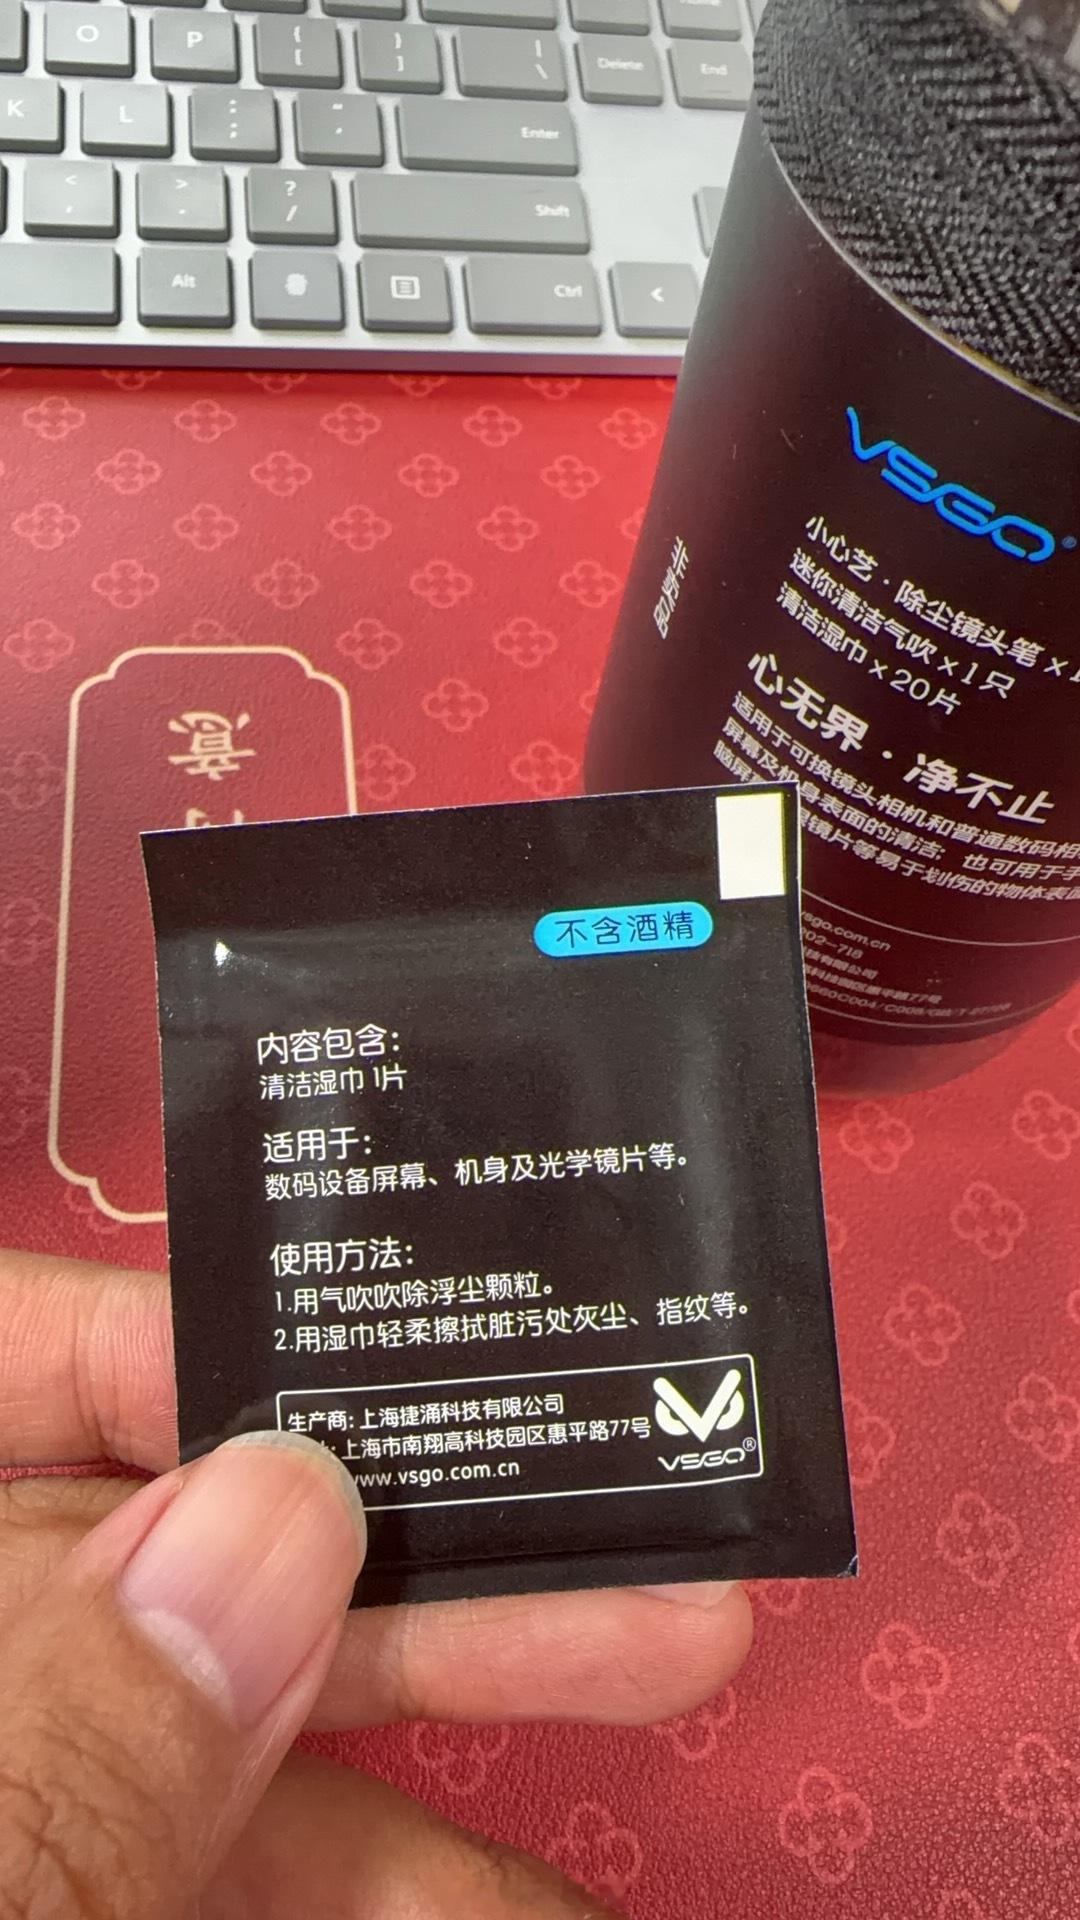 O
P
{
[
}
]
|
\
Delete
End
K
L
:
;
"
'
Enter
<
,
>
.
?
/
Shift
Alt
Ctrl
<
VSGO®
小心艺·除尘镜头笔 x
迷你清洁气吹 x 1只
清洁湿巾 x 20片
心无界·净不止
适用于可换镜头相机和普通数码相
屏幕及机身表面的清洁; 也可用于手
镜片等易于划伤的物体表面
vsgo.com.cn
非卖品
意
不含酒精
内容包含:
清洁湿巾 1片
适用于:
数码设备屏幕、机身及光学镜片等。
使用方法:
1.用气吹吹除浮尘颗粒。
2.用湿巾轻柔擦拭脏污处灰尘、指纹等。
生产商: 上海捷涌科技有限公司
上海市南翔高科技园区惠平路77号
www.vsgo.com.cn
VSGO®